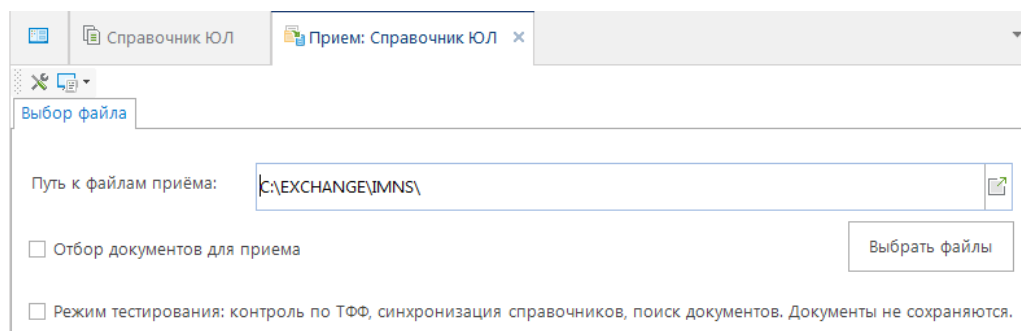 Справочник ЮЛ
Прием: Справочник ЮЛ
Выбор файла
Путь к файлам приёма:
C:\EXCHANGE\IMNS\
Отбор документов для приема
Выбрать файлы
Режим тестирования: контроль по ТФФ, синхронизация справочников, поиск документов. Документы не сохраняются.